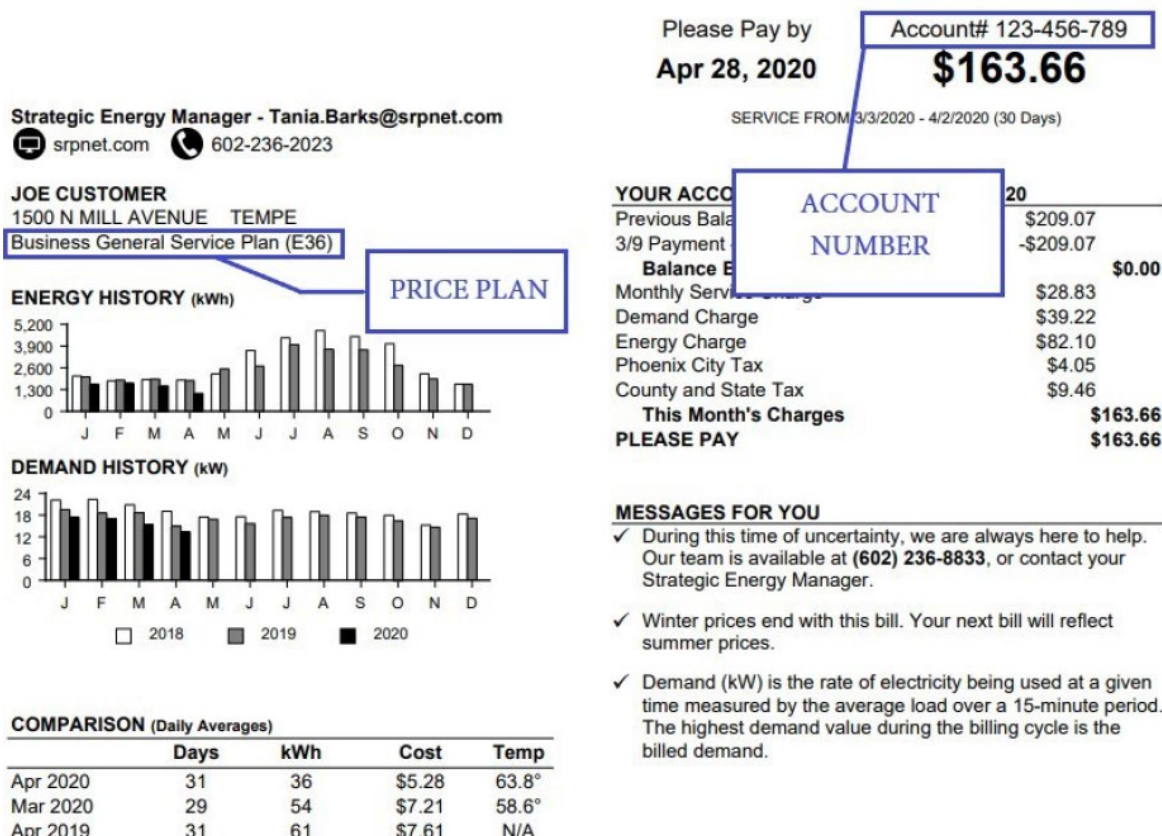 Please Pay by
Account# 123-456-789
Apr 28, 2020
$163.66
SERVICE FROM 3/3/2020 - 4/2/2020 (30 Days)
Strategic Energy Manager - Tania.Barks@srpnet.com
srpnet.com 602-236-2023
JOE CUSTOMER
1500 N MILL AVENUE TEMPE
Business General Service Plan (E36)
PRICE PLAN
ENERGY HISTORY (kWh)
5,200
3,900
2,600
1,300
0
J F M A M J J A S O N D
DEMAND HISTORY (kW)
24
18
12
6
0
J F M A M J J A S O N D
2018 2019 2020
COMPARISON (Daily Averages)
Days kWh Cost Temp
Apr 2020 31 36 $5.28 63.8°
Mar 2020 29 54 $7.21 58.6°
Apr 2019 31 61 $7.61 N/A
ACCOUNT
NUMBER
YOUR 20
Previous $209.07
3/9 Payment -$209.07
Balance $0.00
Monthly $28.83
Demand Charge $39.22
Energy Charge $82.10
Phoenix City Tax $4.05
County and State Tax $9.46
This Month's Charges $163.66
PLEASE PAY $163.66
MESSAGES FOR YOU
✓ During this time of uncertainty, we are always here to help.
Our team is available at (602) 236-8833, or contact your
Strategic Energy Manager.
✓ Winter prices end with this bill. Your next bill will reflect
summer prices.
✓ Demand (kW) is the rate of electricity being used at a given
time measured by the average load over a 15-minute period.
The highest demand value during the billing cycle is the
billed demand.